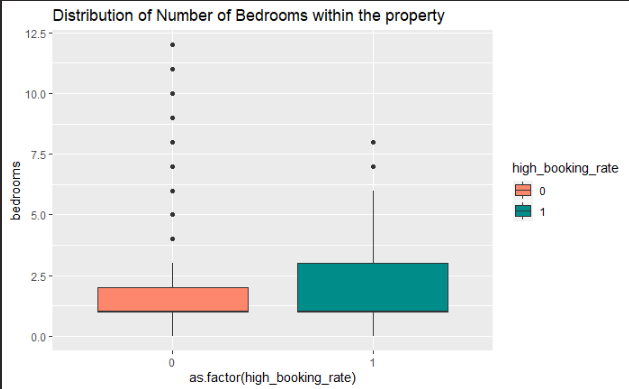 Distribution of Number of Bedrooms within the property
12.5
10.0
7.5
5.0
2.5
0.0
bedrooms
0
1
as.factor(high_booking_rate)
high_booking_rate
0
1